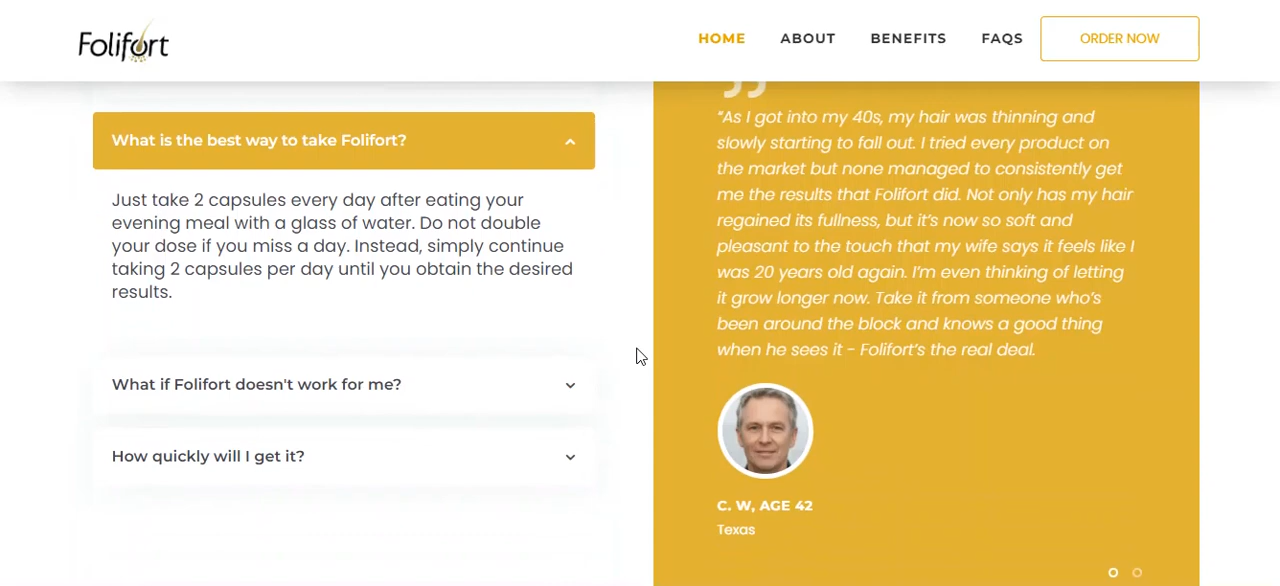 Folifort
HOME ABOUT BENEFITS FAQS ORDER NOW
What is the best way to take Folifort?
Just take 2 capsules every day after eating your
evening meal with a glass of water. Do not double
your dose if you miss a day. Instead, simply continue
taking 2 capsules per day until you obtain the desired
results.
What if Folifort doesn't work for me?
How quickly will I get it?
“As I got into my 40s, my hair was thinning and
slowly starting to fall out. I tried every product on
the market but none managed to consistently get
me the results that Folifort did. Not only has my hair
regained its fullness, but it’s now so soft and
pleasant to the touch that my wife says it feels like I
was 20 years old again. I’m even thinking of letting
it grow longer now. Take it from someone who’s
been around the block and knows a good thing
when he sees it - Folifort’s the real deal.
C. W, AGE 42
Texas